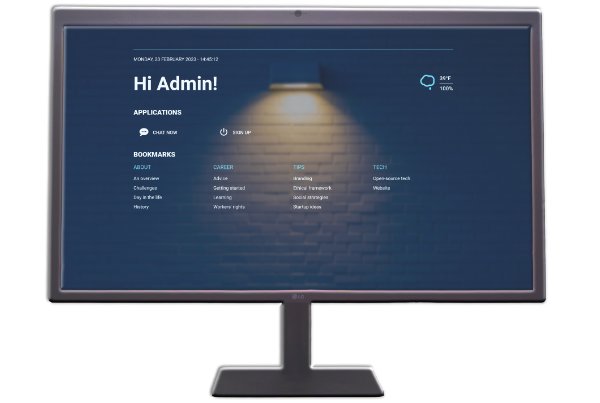 MONDAY, 23 FEBRUARY 2023 - 14:45:12
Hi Admin!
39°F
100%
APPLICATIONS
CHAT NOW
SIGN UP
BOOKMARKS
ABOUT CAREER TIPS TECH
An overview Advice Branding Open-source tech
Challenges Getting started Ethical framework Website
Day in the life Learning Social strategies
History Workers' rights Startup ideas
LG